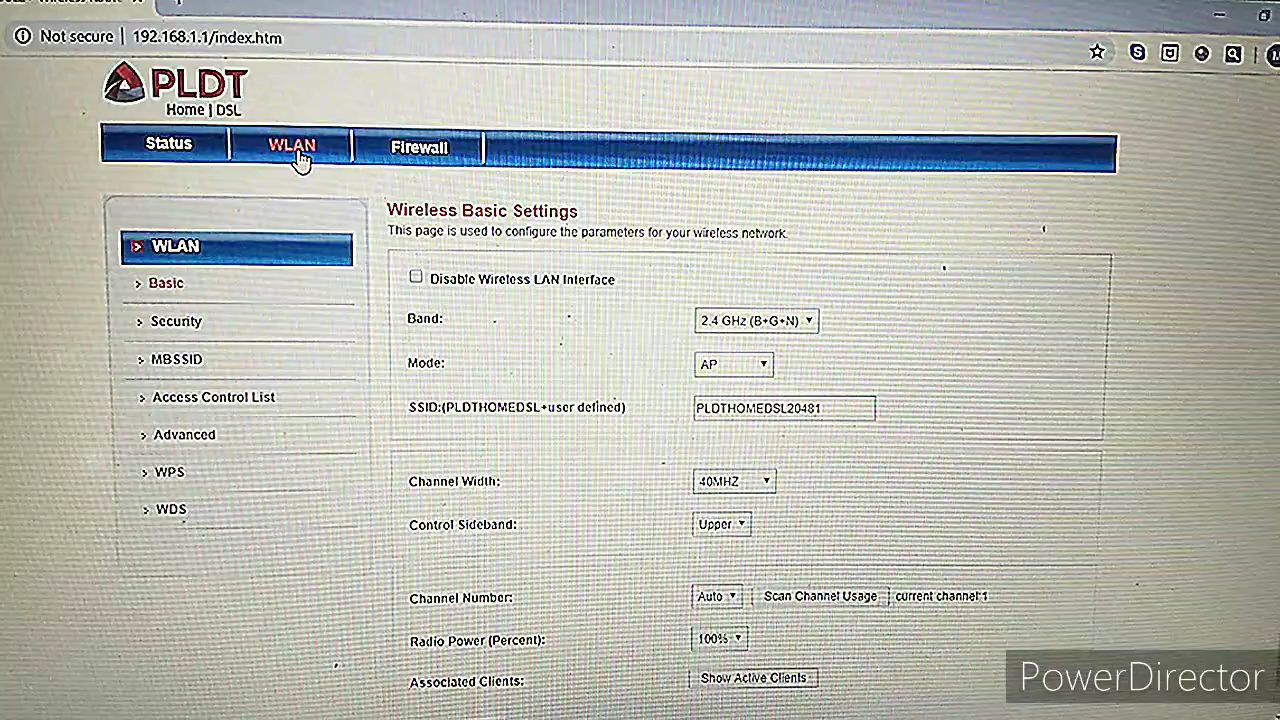 Not secure | 192.168.1.1/index.htm
PLDT
Home | DSL
Status WLAN Firewall
WLAN
Basic
Security
MBSSID
Access Control List
Advanced
WPS
WDS
Wireless Basic Settings
This page is used to configure the parameters for your wireless network.
Disable Wireless LAN Interface
Band: 2.4 GHz (B+G+N)
Mode: AP
SSID:(PLDTHOMEDSL+user defined) PLDTHOMEDSL20481
Channel Width: 40MHZ
Control Sideband: Upper
Channel Number: Auto Scan Channel Usage current channel:1
Radio Power (Percent): 100%
Associated Clients: Show Active Clients
PowerDirector